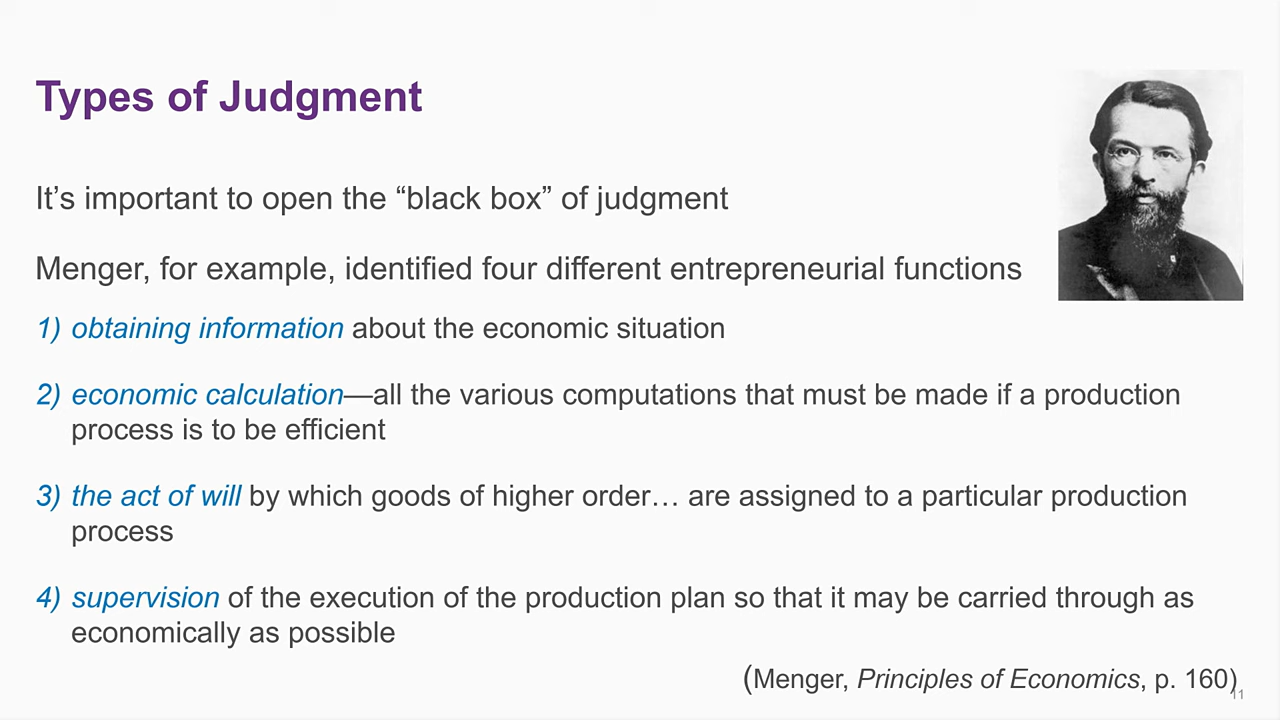 Types of Judgment
It’s important to open the “black box” of judgment
Menger, for example, identified four different entrepreneurial functions
1) obtaining information about the economic situation
2) economic calculation—all the various computations that must be made if a production
process is to be efficient
3) the act of will by which goods of higher order… are assigned to a particular production
process
4) supervision of the execution of the production plan so that it may be carried through as
economically as possible
(Menger, Principles of Economics, p. 160)
11